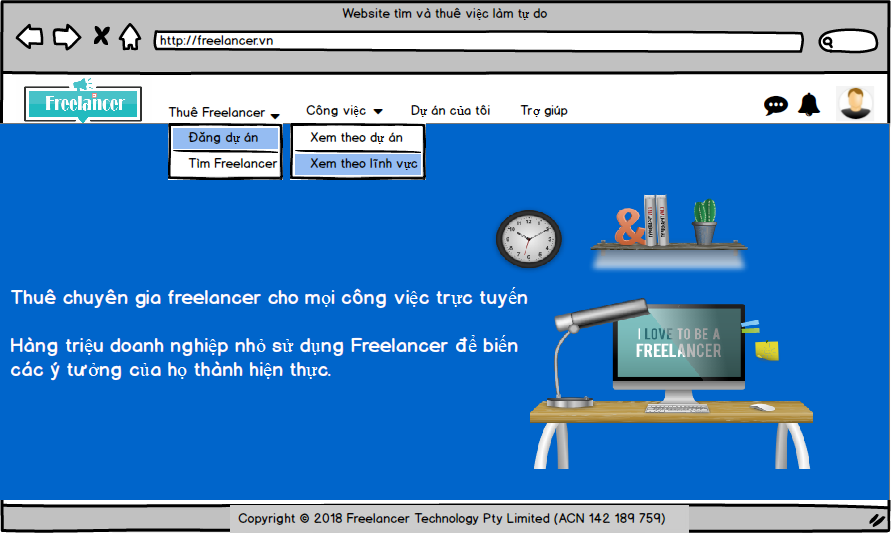 Website tìm và thuê việc làm tự do
http://freelancer.vn
Freelancer
Thuê Freelancer
Công việc
Dự án của tôi
Trợ giúp
Đăng dự án
Tìm Freelancer
Xem theo dự án
Xem theo lĩnh vực
&
Thuê chuyên gia freelancer cho mọi công việc trực tuyến
I LOVE TO BE A
FREELANCER
Hàng triệu doanh nghiệp nhỏ sử dụng Freelancer để biến
các ý tưởng của họ thành hiện thực.
Copyright © 2018 Freelancer Technology Pty Limited (ACN 142 189 759)